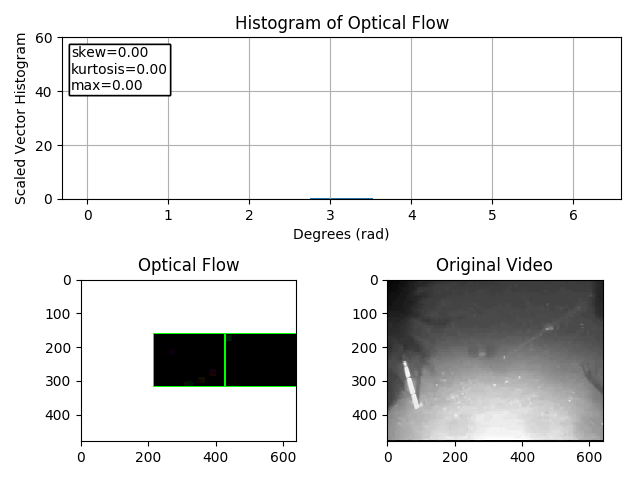 Histogram of Optical Flow
Scaled Vector Histogram
60
40
20
0
skew=0.00
kurtosis=0.00
max=0.00
0 1 2 3 4 5 6
Degrees (rad)
Optical Flow
0
100
200
300
400
0 200 400 600
Original Video
0
100
200
300
400
0 200 400 600